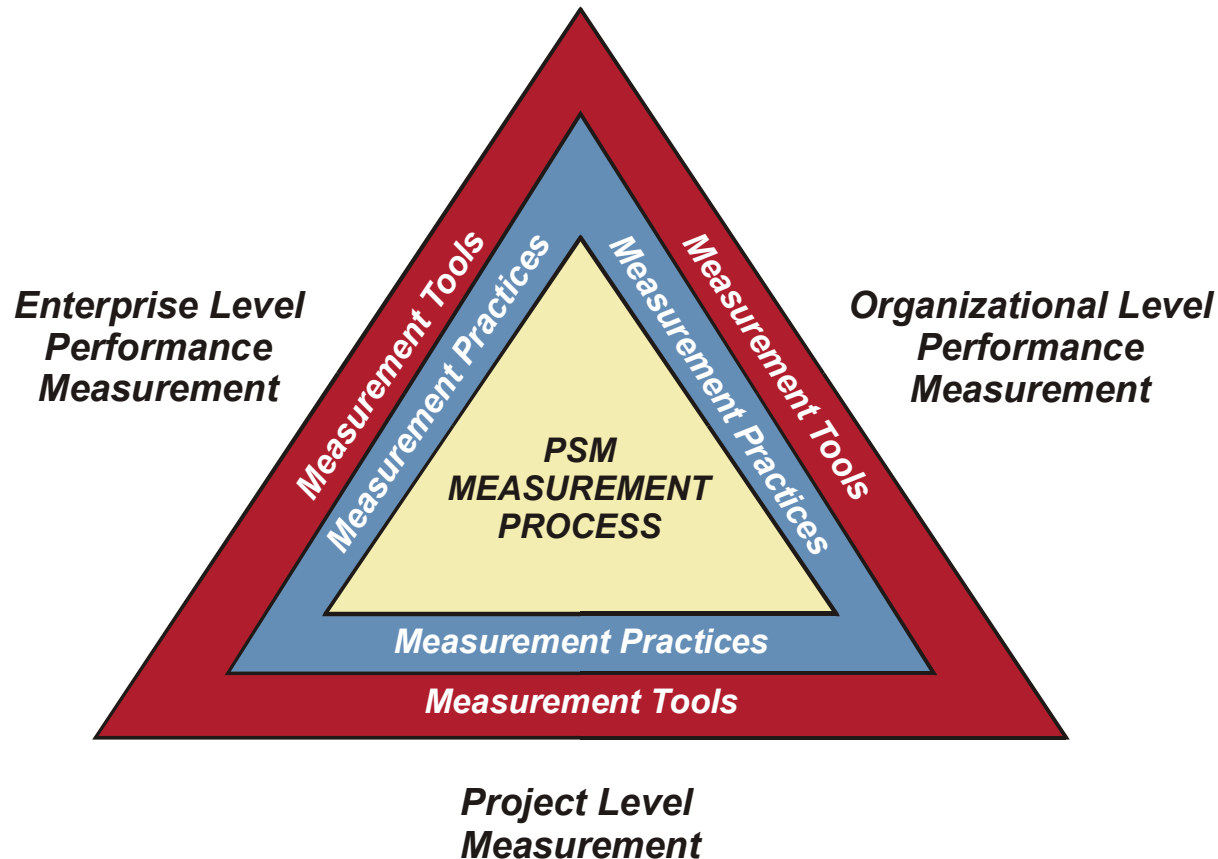 Enterprise Level
Performance
Measurement
Measurement Tools
Measurement Practices
PSM
MEASUREMENT
PROCESS
Measurement Practices
Measurement Tools
Organizational Level
Performance
Measurement
Measurement Practices
Measurement Tools
Project Level
Measurement